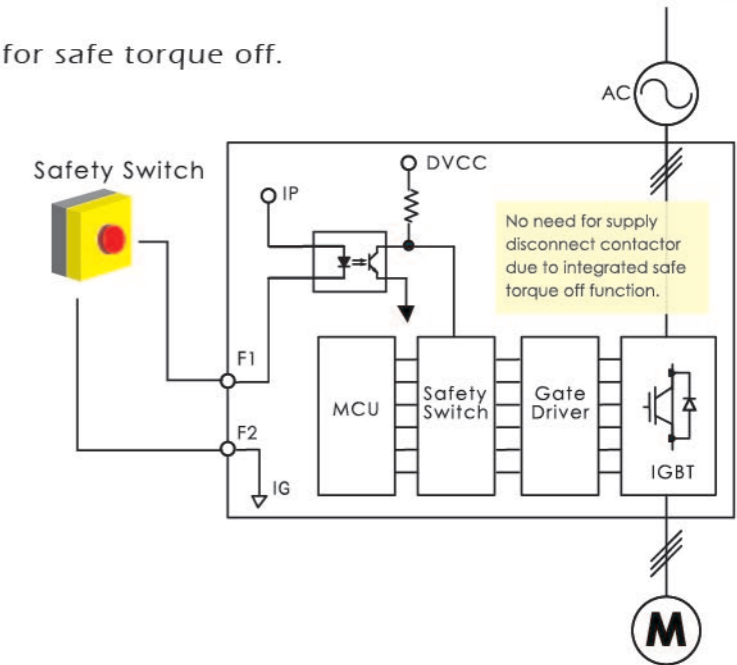 for safe torque off.
AC
Safety Switch
DVCC
IP
No need for supply
disconnect contactor
due to integrated safe
torque off function.
F1
MCU
Safety
Switch
Gate
Driver
IGBT
F2
IG
M